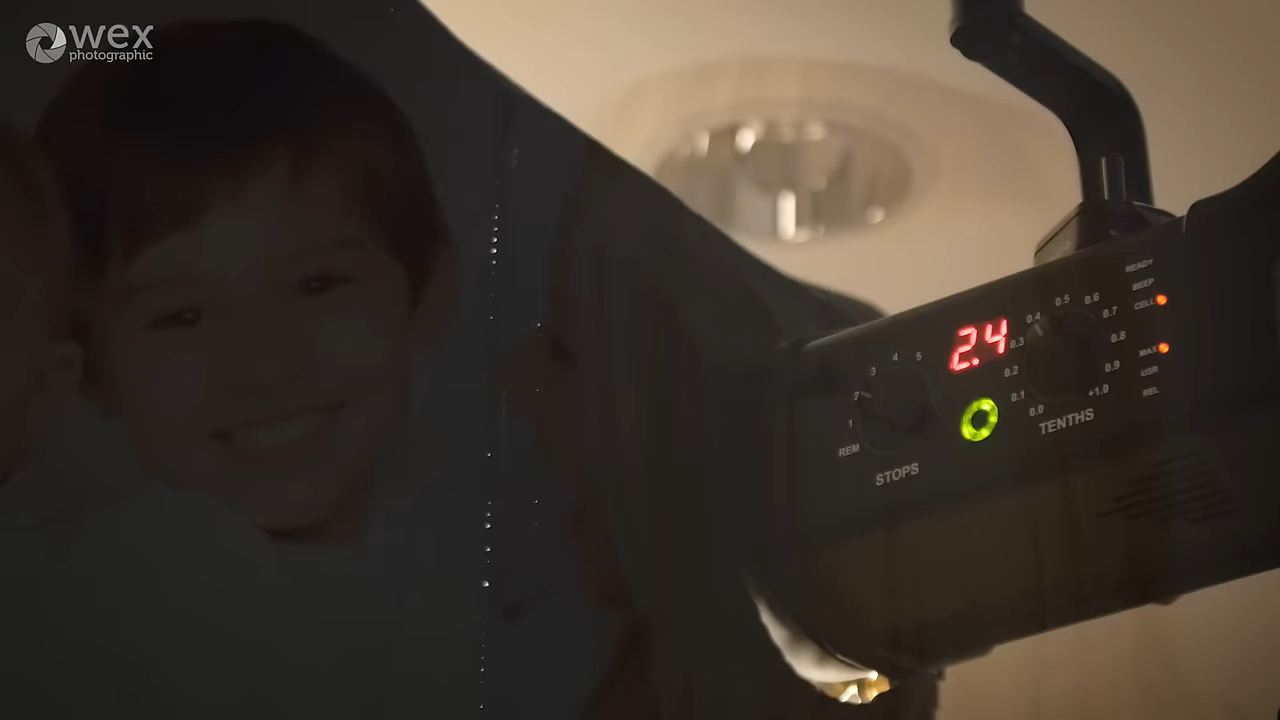 wex
photographic
READY
BEEP
CELL
MAX
USR
REL
2.4
REM
1
2
3
4
5
STOPS
0.0
0.1
0.2
0.3
0.4
0.5
0.6
0.7
0.8
0.9
+1.0
TENTHS